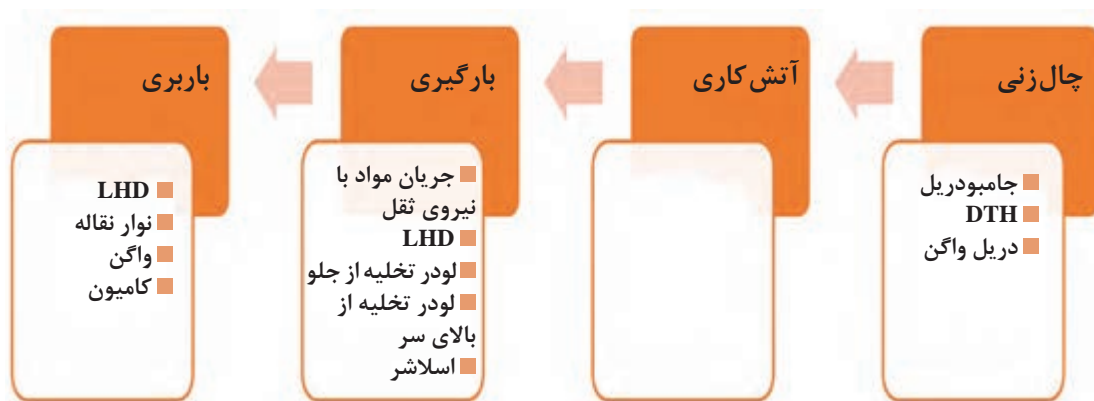 چال‌زنی
جامبودریل
DTH
دریل واگن
آتش‌کاری
بارگیری
جریان مواد با
نیروی ثقل
LHD
لودر تخلیه از جلو
لودر تخلیه از
بالای سر
اسلاشر
باربری
LHD
نوار نقاله
واگن
کامیون